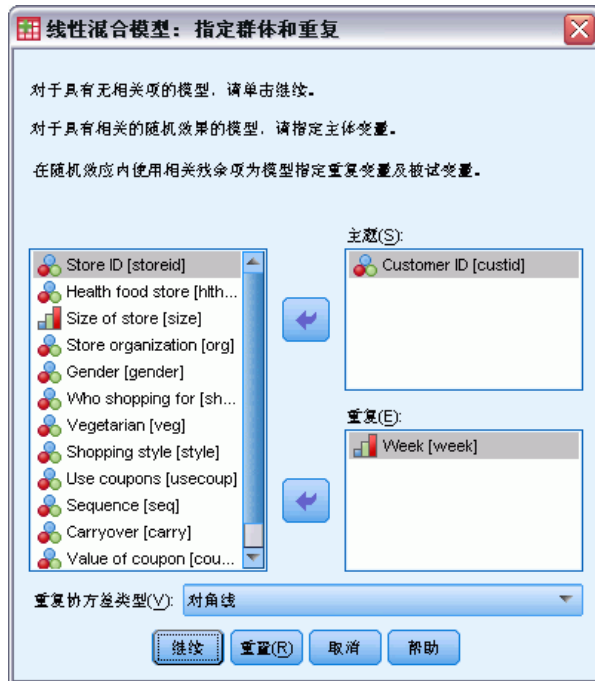 线性混合模型：指定群体和重复
对于具有无相关项的模型，请单击继续。
对于具有相关的随机效果的模型，请指定主体变量。
在随机效应内使用相关残余项为模型指定重复变量及被试变量。
主题(S):
Store ID [storeid]
Health food store [hlth...
Size of store [size]
Store organization [org]
Gender [gender]
Who shopping for [sh...
Vegetarian [veg]
Shopping style [style]
Use coupons [usecoup]
Sequence [seq]
Carryover [carry]
Value of coupon [cou...
Customer ID [custid]
重复(E):
Week [week]
重复协方差类型(V): 对角线
继续 重置(R) 取消 帮助